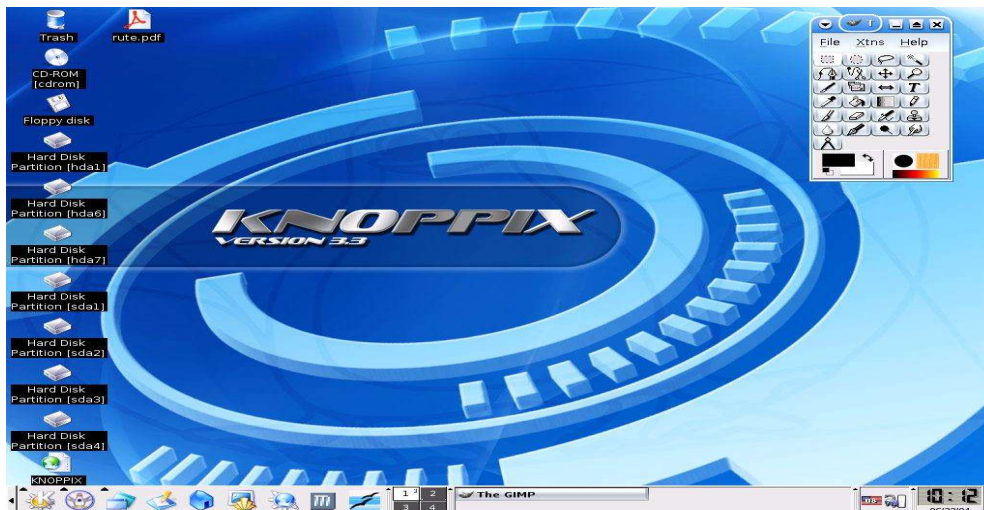 Trash
rute.pdf
CD-ROM
[cdrom]
Floppy disk
Hard Disk
Partition [hda1]
Hard Disk
Partition [hda6]
Hard Disk
Partition [hda7]
Hard Disk
Partition [sda1]
Hard Disk
Partition [sda2]
Hard Disk
Partition [sda3]
Hard Disk
Partition [sda4]
KNOPPIX
KNOPPIX
VERSION 3.3
File Xtns Help
1 2
3 4
The GIMP
us
10:12